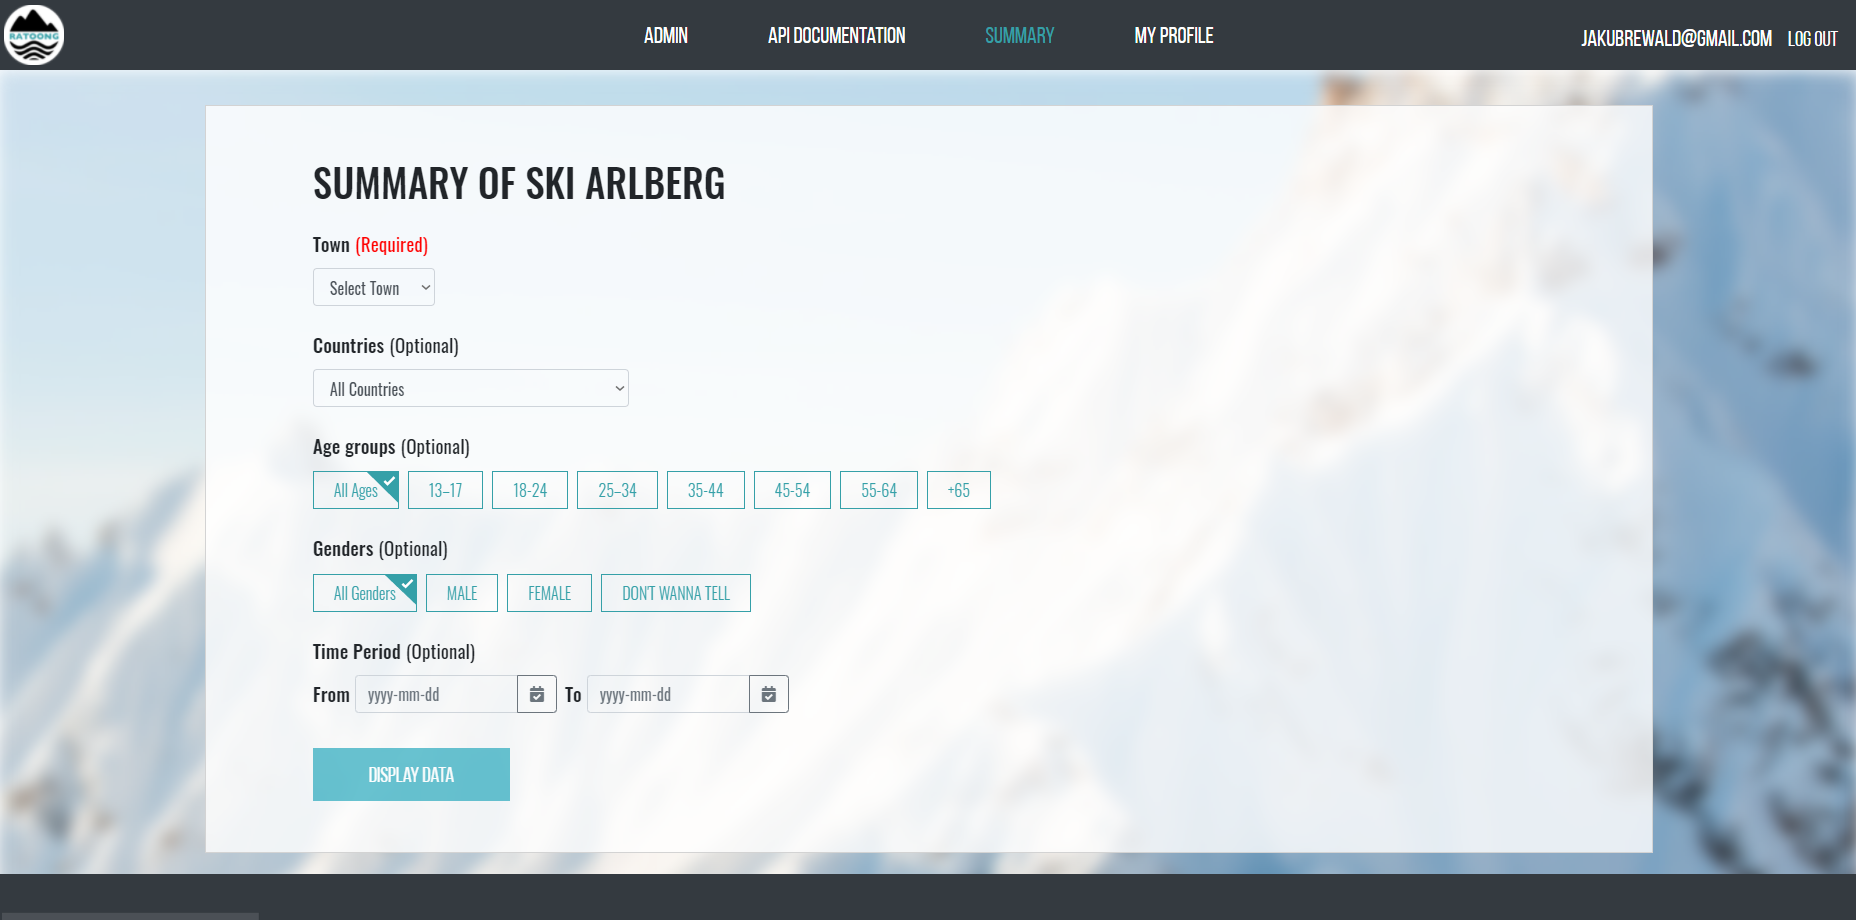 RATOONG
ADMIN
API DOCUMENTATION
SUMMARY
MY PROFILE
JAKUBREWALD@GMAIL.COM
LOG OUT
SUMMARY OF SKI ARLBERG
Town (Required)
Select Town
Countries (Optional)
All Countries
Age groups (Optional)
All Ages
13–17
18-24
25–34
35-44
45-54
55-64
+65
Genders (Optional)
All Genders
MALE
FEMALE
DON'T WANNA TELL
Time Period (Optional)
From
yyyy-mm-dd
To
yyyy-mm-dd
DISPLAY DATA